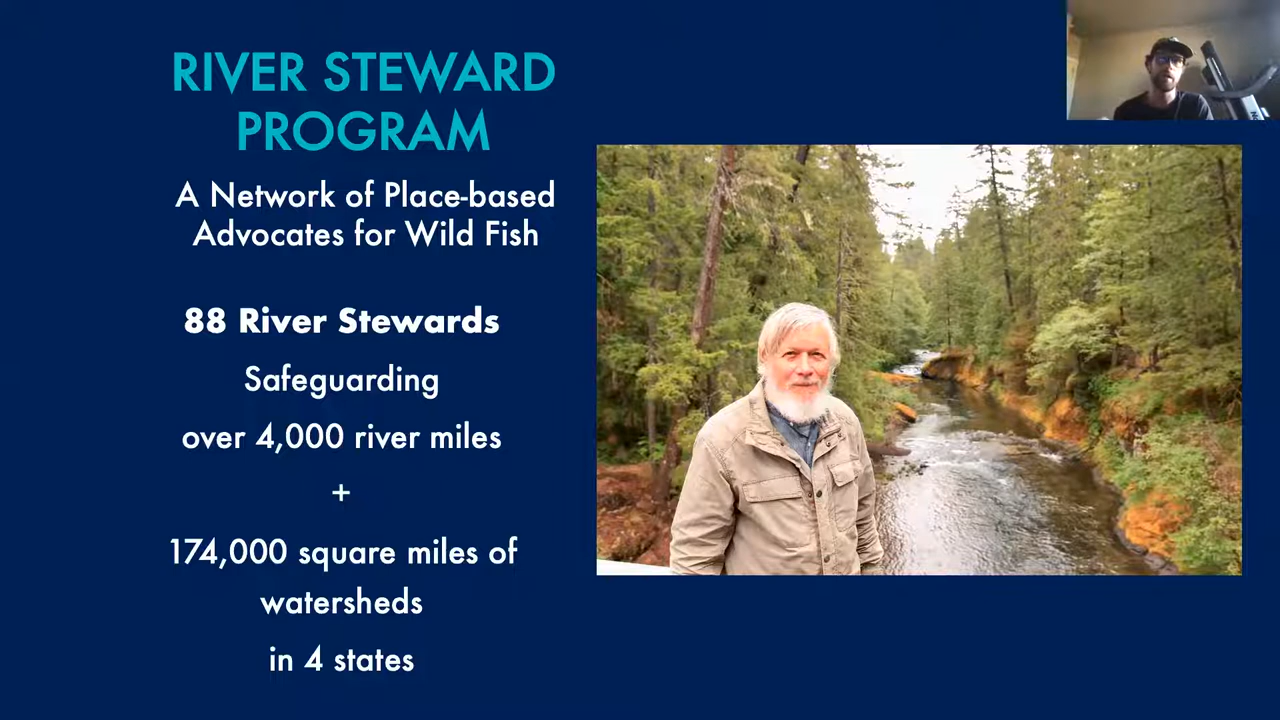 RIVER STEWARD
PROGRAM
A Network of Place-based
Advocates for Wild Fish
88 River Stewards
Safeguarding
over 4,000 river miles
+
174,000 square miles of
watersheds
in 4 states